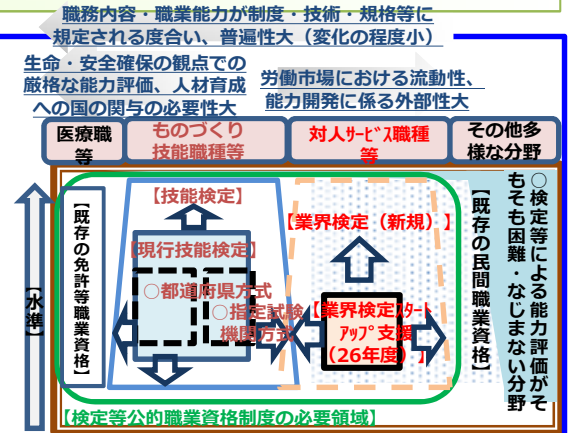 職務内容・職業能力が制度・技術・規格等に
規定される度合い、普遍性大（変化の程度小）
生命・安全確保の観点での
厳格な能力評価、人材育成
への国の関与の必要性大
労働市場における流動性、
能力開発に係る外部性大
医療職
等
ものづくり
技能職種等
対人サービス職種
等
その他多
様な分野
【水準】
【既存の免許等職業資格】
【技能検定】
【現行技能検定】
○都道府県方式
○指定試験
機関方式
【業界検定（新規）】
【業界検定スタート
アップ支援
（26年度）】
【既存の民間職業資格】
○検定等による能力評価がそ
もそも困難・なじまない分野
【検定等公的職業資格制度の必要領域】